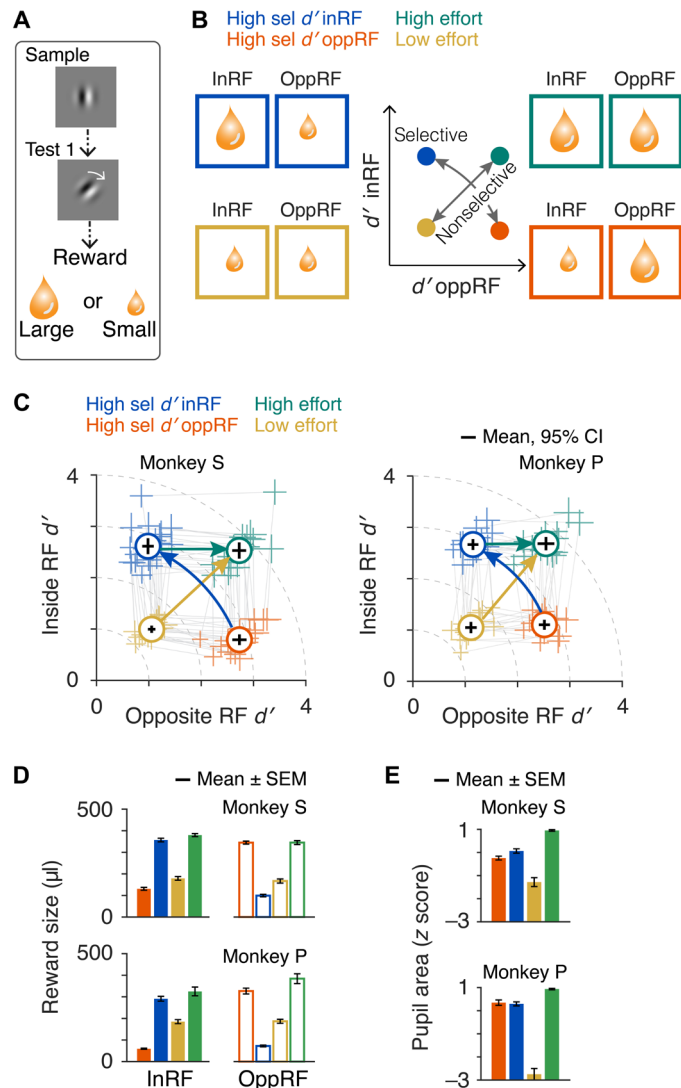 A
Sample
Test 1
Reward
or
Large
Small
B
High sel d′ inRF High effort
High sel d′ oppRF Low effort
InRF OppRF
InRF OppRF
InRF OppRF
InRF OppRF
Selective
Nonselective
d′ inRF
d′ oppRF
C
High sel d′ inRF High effort
High sel d′ oppRF Low effort
Mean, 95% CI
Monkey S
Monkey P
4
Inside RF d′
0
0
Opposite RF d′
4
4
Inside RF d′
0
0
Opposite RF d′
4
D
Mean ± SEM
Monkey S
500
0
Reward size (µl)
Monkey P
500
0
InRF
OppRF
E
Mean ± SEM
Monkey S
1
-3
Pupil area (z score)
Monkey P
1
-3